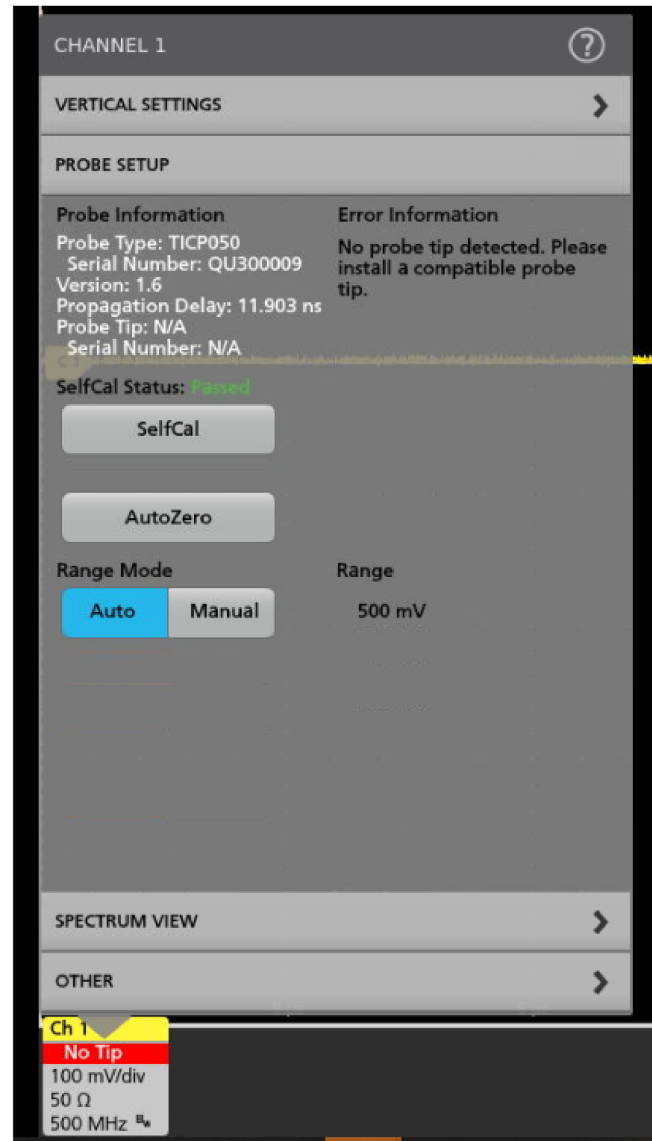 CHANNEL 1
?
VERTICAL SETTINGS
PROBE SETUP
Probe Information
Probe Type: TICP050
Serial Number: QU300009
Version: 1.6
Propagation Delay: 11.903 ns
Probe Tip: N/A
Serial Number: N/A
Error Information
No probe tip detected. Please
install a compatible probe
tip.
C1
SelfCal Status: Passed
SelfCal
AutoZero
Range Mode
Auto
Manual
Range
500 mV
SPECTRUM VIEW
OTHER
Ch 1
No Tip
100 mV/div
50 Ω
500 MHz Bw